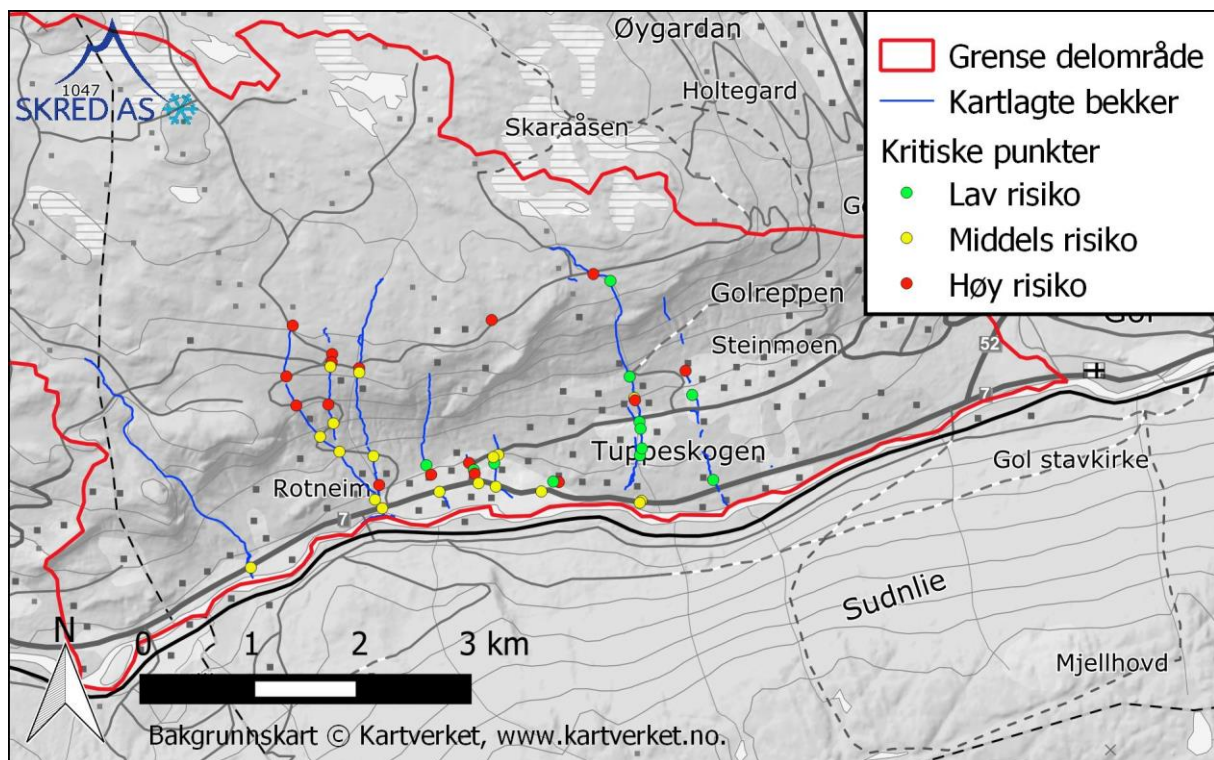 Øygardan
1047
SKRED AS
Holtegard
Skaraåsen
Grense delområde
Kartlagte bekker
Kritiske punkter
Lav risiko
Middels risiko
Høy risiko
Golreppen
Steinmoen
52
7
Tuppeskogen
Gol stavkirke
Rotneim
7
Sudnlie
Mjellhovd
N
0 1 2 3 km
Bakgrunnskart © Kartverket, www.kartverket.no.